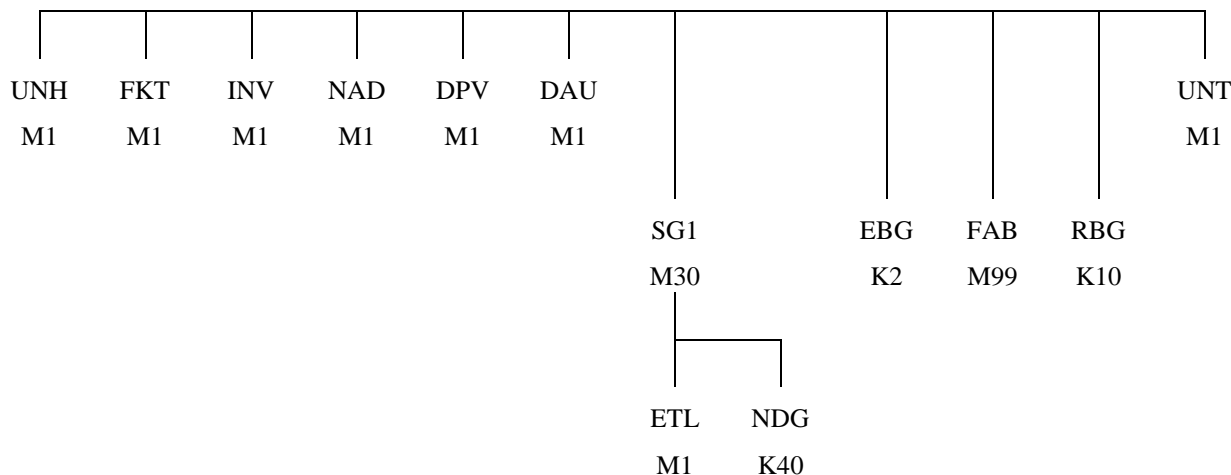 UNH FKT INV NAD DPV DAU UNT
M1 M1 M1 M1 M1 M1 M1
SG1 EBG FAB RBG
M30 K2 M99 K10
ETL NDG
M1 K40